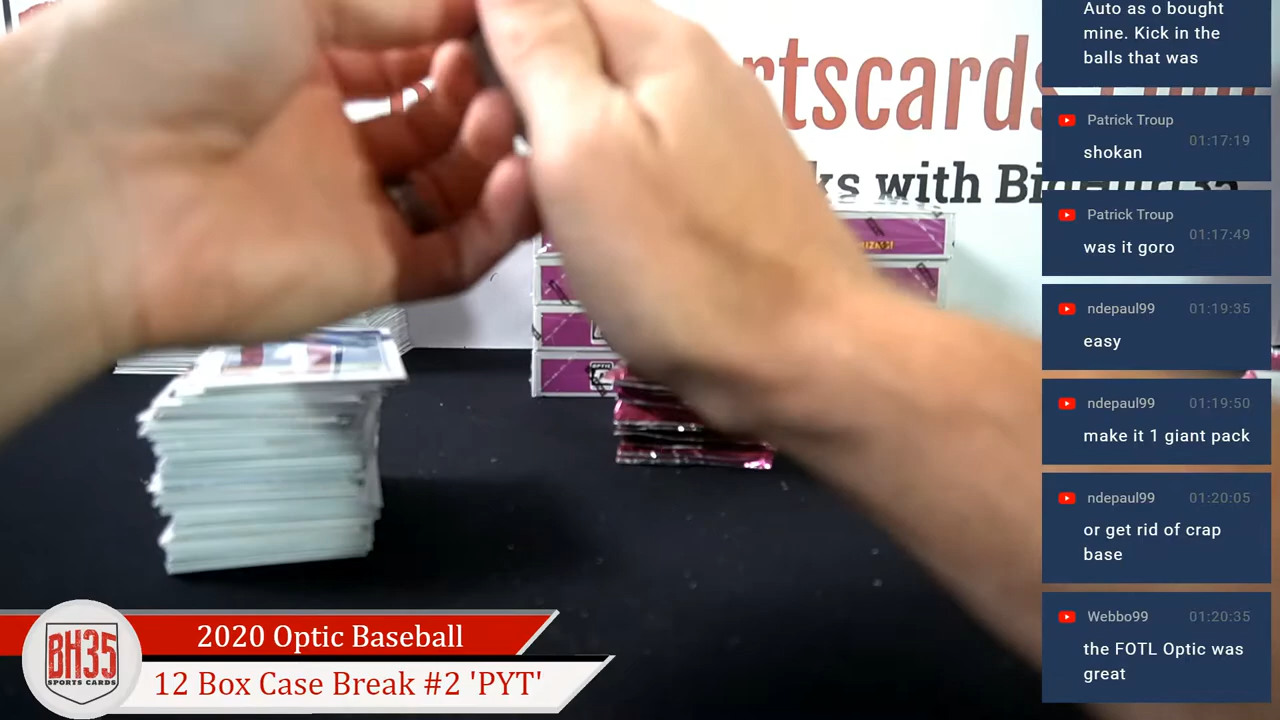 Auto as o bought
mine. Kick in the
balls that was
Patrick Troup
01:17:19
shokan
Patrick Troup
01:17:49
was it goro
ndepaul99
01:19:35
easy
ndepaul99
01:19:50
make it 1 giant pack
ndepaul99
01:20:05
or get rid of crap
base
Webbo99
01:20:35
the FOTL Optic was
great
rtscards
ks with
BH35
SPORTS CARDS
2020 Optic Baseball
12 Box Case Break #2 'PYT'